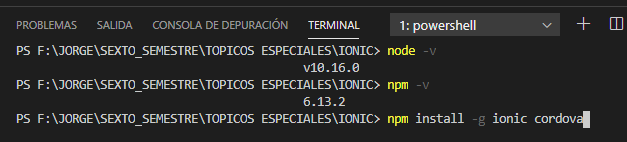 PROBLEMAS SALIDA CONSOLA DE DEPURACIÓN TERMINAL 1: powershell
PS F:\JORGE\SEXTO_SEMESTRE\TOPICOS ESPECIALES\IONIC> node -v
v10.16.0
PS F:\JORGE\SEXTO_SEMESTRE\TOPICOS ESPECIALES\IONIC> npm -v
6.13.2
PS F:\JORGE\SEXTO_SEMESTRE\TOPICOS ESPECIALES\IONIC> npm install -g ionic cordova